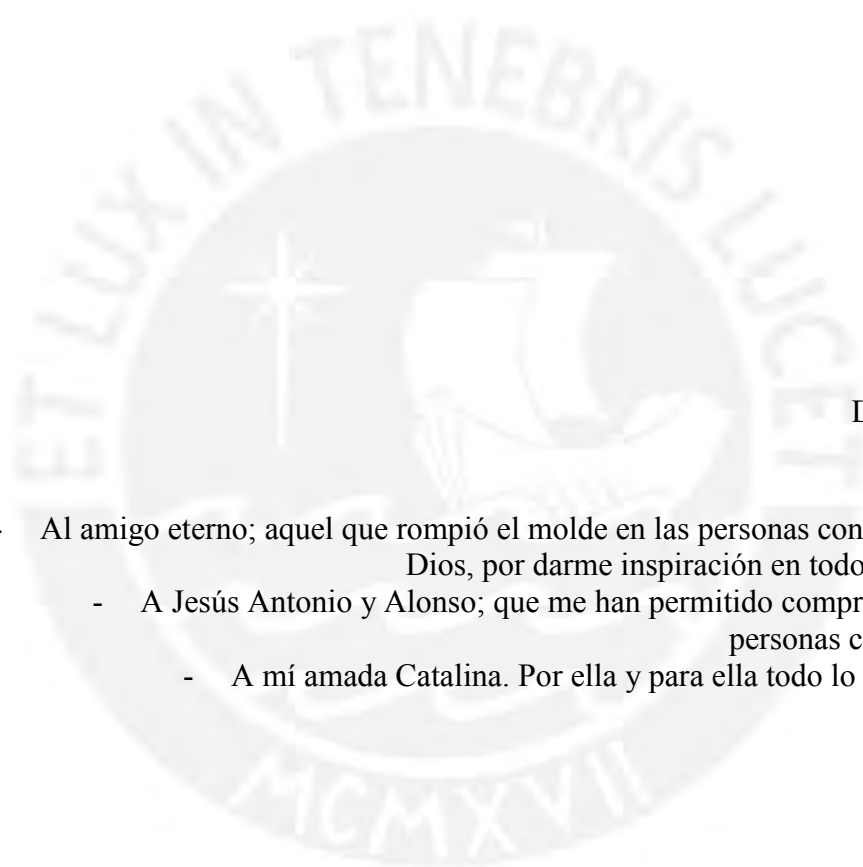 ET LUX IN TENEBRIS LUCET
D
- Al amigo eterno; aquel que rompió el molde en las personas con
Dios, por darme inspiración en todo
- A Jesús Antonio y Alonso; que me han permitido compr
personas c
- A mí amada Catalina. Por ella y para ella todo lo
MCMXVII